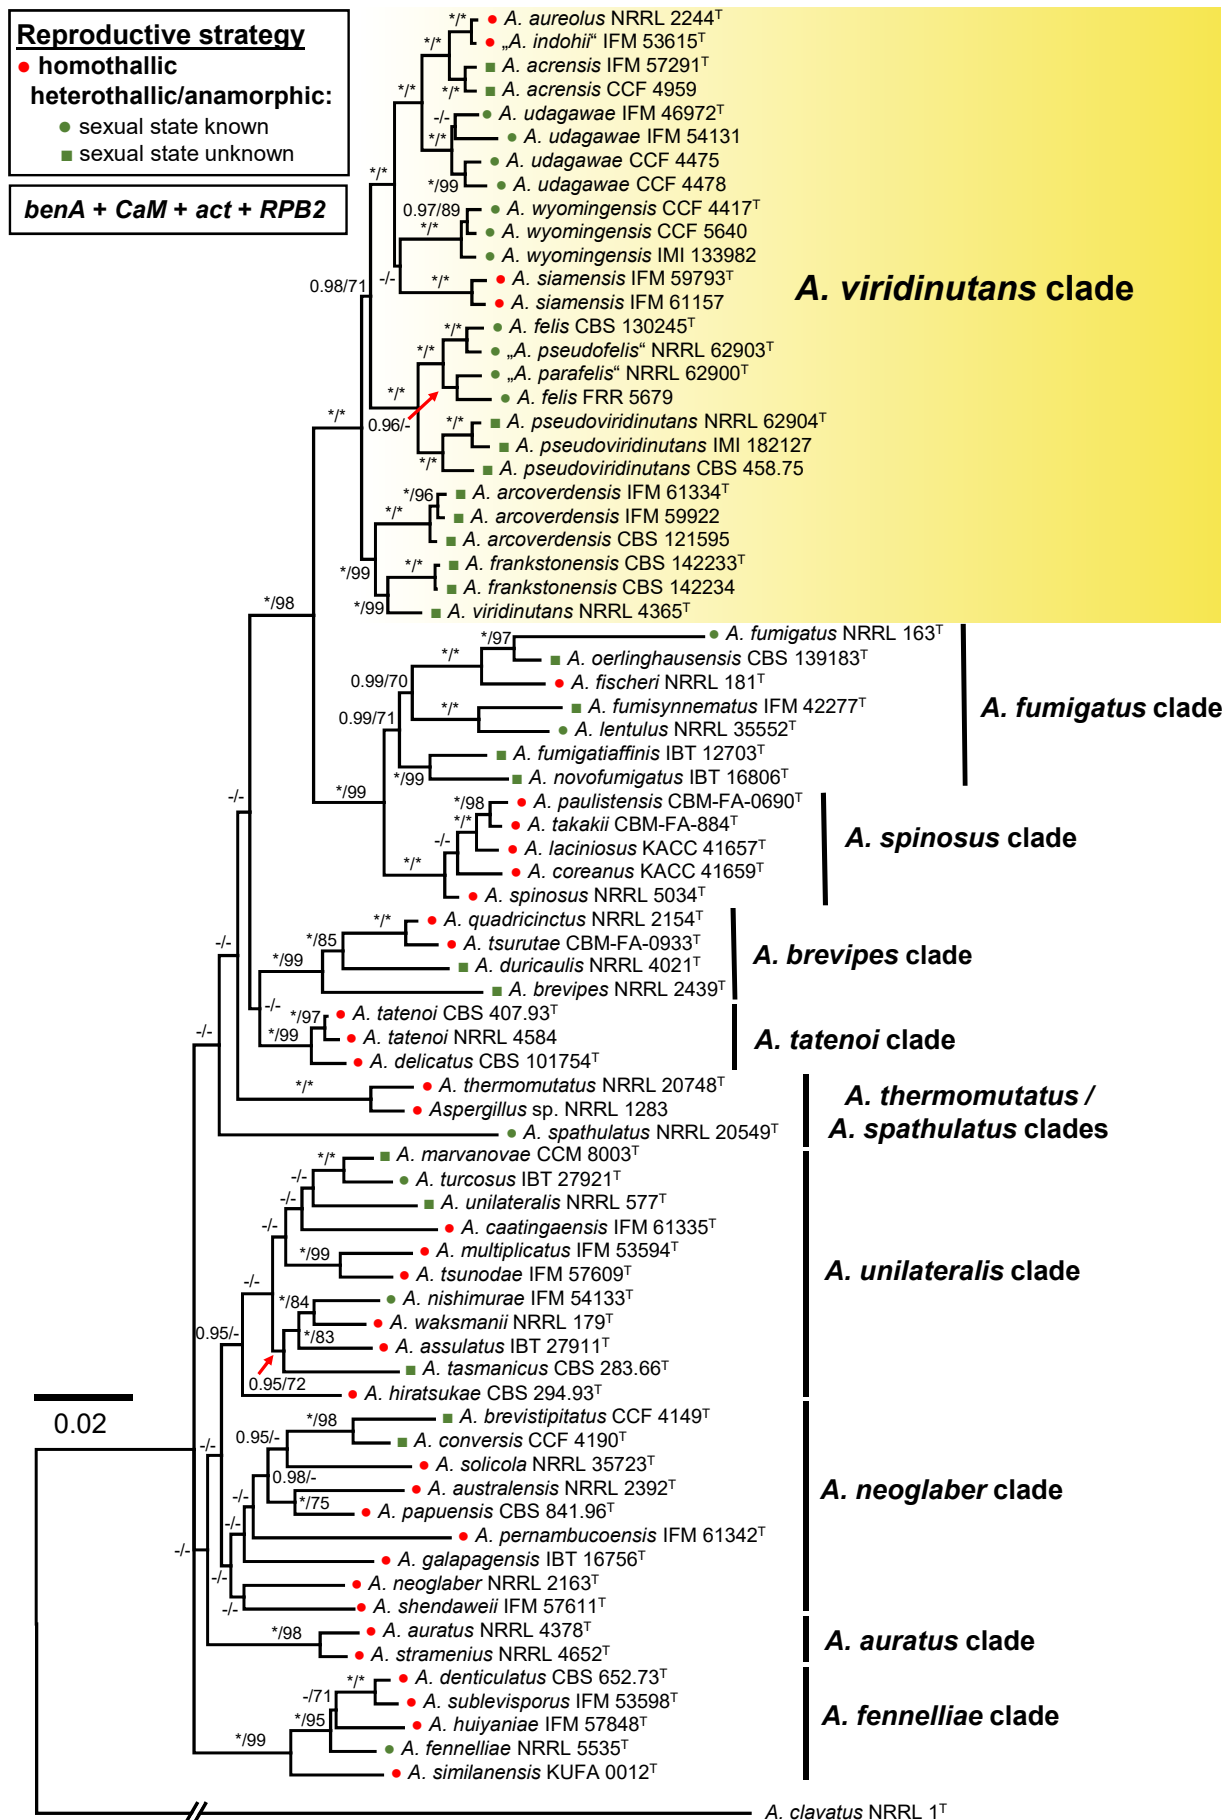 Reproductive strategy
homothallic
heterothallic/anamorphic:
sexual state known
sexual state unknown
benA + CaM + act + RPB2
A. aureolus NRRL 2244T
„A. indohii“ IFM 53615T
A. acrensis IFM 57291T
A. acrensis CCF 4959
A. udagawae IFM 46972T
A. udagawae IFM 54131
A. udagawae CCF 4475
A. udagawae CCF 4478
A. wyomingensis CCF 4417T
A. wyomingensis CCF 5640
A. wyomingensis IMI 133982
A. siamensis IFM 59793T
A. siamensis IFM 61157
A. felis CBS 130245T
„A. pseudofelis“ NRRL 62903T
„A. parafelis“ NRRL 62900T
A. felis FRR 5679
A. pseudoviridinutans NRRL 62904T
A. pseudoviridinutans IMI 182127
A. pseudoviridinutans CBS 458.75
A. arcoverdensis IFM 61334T
A. arcoverdensis IFM 59922
A. arcoverdensis CBS 121595
A. frankstonensis CBS 142233T
A. frankstonensis CBS 142234
A. viridinutans NRRL 4365T
A. viridinutans clade
A. fumigatus NRRL 163T
A. oerlinghausensis CBS 139183T
A. fischeri NRRL 181T
A. fumisynnematus IFM 42277T
A. lentulus NRRL 35552T
A. fumigatiaffinis IBT 12703T
A. novofumigatus IBT 16806T
A. fumigatus clade
A. paulistensis CBM-FA-0690T
A. takakii CBM-FA-884T
A. laciniosus KACC 41657T
A. coreanus KACC 41659T
A. spinosus NRRL 5034T
A. spinosus clade
A. quadricinctus NRRL 2154T
A. tsurutae CBM-FA-0933T
A. duricaulis NRRL 4021T
A. brevipes NRRL 2439T
A. brevipes clade
A. tatenoi CBS 407.93T
A. tatenoi NRRL 4584
A. delicatus CBS 101754T
A. tatenoi clade
A. thermomutatus NRRL 20748T
Aspergillus sp. NRRL 1283
A. spathulatus NRRL 20549T
A. thermomutatus /
A. spathulatus clades
A. marvanovae CCM 8003T
A. turcosus IBT 27921T
A. unilateralis NRRL 577T
A. caatingaensis IFM 61335T
A. multiplicatus IFM 53594T
A. tsunodae IFM 57609T
A. nishimurae IFM 54133T
A. waksmanii NRRL 179T
A. assulatus IBT 27911T
A. tasmanicus CBS 283.66T
A. hiratsukae CBS 294.93T
A. unilateralis clade
A. brevistipitatus CCF 4149T
A. conversis CCF 4190T
A. solicola NRRL 35723T
A. australensis NRRL 2392T
A. papuensis CBS 841.96T
A. pernambucoensis IFM 61342T
A. galapagensis IBT 16756T
A. neoglaber NRRL 2163T
A. shendaweii IFM 57611T
A. neoglaber clade
A. auratus NRRL 4378T
A. stramenius NRRL 4652T
A. auratus clade
A. denticulatus CBS 652.73T
A. sublevisporus IFM 53598T
A. huiyaniae IFM 57848T
A. fennelliae NRRL 5535T
A. similanensis KUFA 0012T
A. fennelliae clade
A. clavatus NRRL 1T
0.02
*/*
*/*
*/*
*/*
-/-
*/*
*/99
*/*
0.97/89
*/*
-/-
*/*
0.98/71
*/*
*/*
*/*
0.96/-
*/*
*/*
*/*
*/96
*/*
*/99
*/*
*/99
*/98
*/97
*/*
0.99/70
*/*
0.99/71
*/99
*/99
*/98
*/*
-/-
*/*
-/-
*/*
*/85
*/99
-/-
-/-
*/97
*/99
-/-
*/*
*/*
-/-
-/-
-/-
*/99
-/-
*/84
*/83
0.95/-
0.95/72
*/98
0.95/-
0.98/-
*/75
-/-
-/-
-/-
-/-
-/-
-/-
*/98
*/*
-/71
*/95
*/99